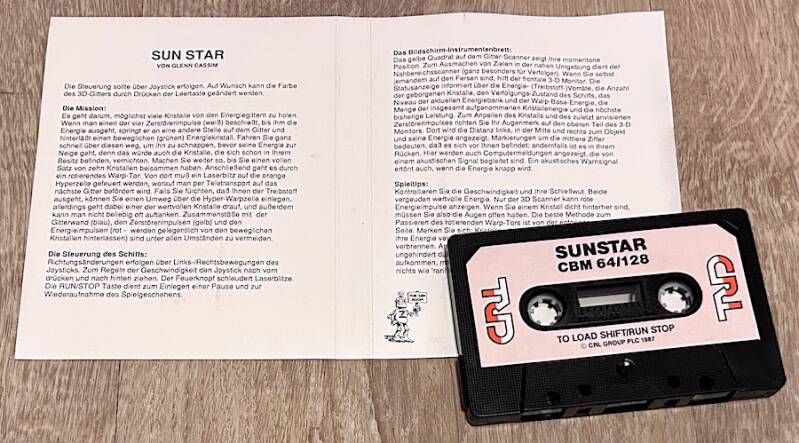 SUN STAR
VON GLENN CASSIM
Die Steuerung sollte über Joystick erfolgen. Auf Wunsch kann die Farbe
des 3D-Gitters durch Drücken der Leertaste geändert werden.
Die Mission:
Es geht darum, möglichst viele Kristalle von den Energiegittern zu holen.
Wenn man einen der vier Zerstörerimpulse (weiß) beschießt, bis ihm die
Energie ausgeht, springt er an eine andere Stelle auf dem Gitter und
hinterläßt einen beweglichen (grünen) Energiekristall. Fahren Sie ganz
schnell über diesen weg, um ihn zu schnappen, bevor seine Energie zur
Neige geht, denn das würde auch die Kristalle, die sich schon in Ihrem
Besitz befinden, vernichten. Machen Sie weiter so, bis Sie einen vollen
Satz von zehn Kristallen beisammen haben. Anschließend geht es durch
ein rotierendes Warp-Tor. Von dort muß ein Laserblitz auf die orange
Hyperzelle gefeuert werden, worauf man per Teletransport auf das
nächste Gitter befördert wird. Falls Sie fürchten, daß Ihnen der Treibstoff
ausgeht, können Sie einen Umweg über die Hyper-Warpzelle einlegen,
allerdings geht dabei einer der wertvollen Kristalle drauf, und außerdem
kann man nicht beliebig oft auftanken. Zusammenstöße mit der
Gitterwand (blau), den Zerstörerimpulsen (gelb) und den
Energieimpulsen (rot - werden gelegentlich von den beweglichen
Kristallen hinterlassen) sind unter allen Umständen zu vermeiden.
Die Steuerung des Schiffs:
Richtungsänderungen erfolgen über Links-/Rechtsbewegungen des
Joysticks. Zum Regeln der Geschwindigkeit den Joystick nach vorn
drücken und nach hinten ziehen. Der Feuerknopf schleudert Laserblitze.
Die RUN/STOP Taste dient zum Einlegen einer Pause und zur
Wiederaufnahme des Spielgeschehens.
Das Bildschirm-Instrumentenbrett:
Das gelbe Quadrat auf dem Gitter-Scanner zeigt Ihre momentane
Position. Zum Ausmachen von Zielen in der nahen Umgebung dient der
Nahbereichsscanner (ganz besonders für Verfolger). Wenn Sie selbst
jemandem auf den Fersen sind, hilft der frontale 3-D Monitor. Die
Statusanzeige informiert über die Energie- (Treibstoff-)Vorräte, die Anzahl
der geborgenen Kristalle, den Verfolgungs-Zustand des Schiffs, das
Niveau der aktuellen Energiebank und der Warp-Base-Energie, die
Menge der insgesamt aufgenommenen Kristallenergie und die höchste
bisherige Leistung. Zum Anpeilen des Kristalls und des zuletzt anvisierten
Zerstörerimpulses richten Sie Ihr Augenmerk auf den oberen Teil des 3-D
Monitors. Dort wird die Distanz links, in der Mitte und rechts zum Objekt
und seine Energie angezeigt. Markierungen um die mittlere Ziffer
bedeuten, daß es sich vor Ihnen befindet; andernfalls ist es in Ihrem
Rücken. Hier werden auch Computermeldungen angezeigt, die von
einem akustischen Signal begleitet sind. Ein akustisches Warnsignal
ertönt auch, wenn die Energie knapp wird.
Spieltips:
Kontrollieren Sie die Geschwindigkeit und Ihre Schießwut. Beide
vergeuden wertvolle Energie. Nur der 3D Scanner kann rote
Energieimpulse anzeigen. Wenn Sie einem Kristall dicht hinterher sind,
müssen Sie also die Augen offen halten. Die beste Methode zum
Passieren des rotierenden Warp-Tors ist von der
Seite. Merken Sie sich:
ihre Energie
verbrennen.
ungehindert
aufkommen,
nichts wie 'ran
SUNSTAR
CBM 64/128
CRL
CRL
TO LOAD SHIFT/RUN STOP
© CRL GROUP PLC 1987